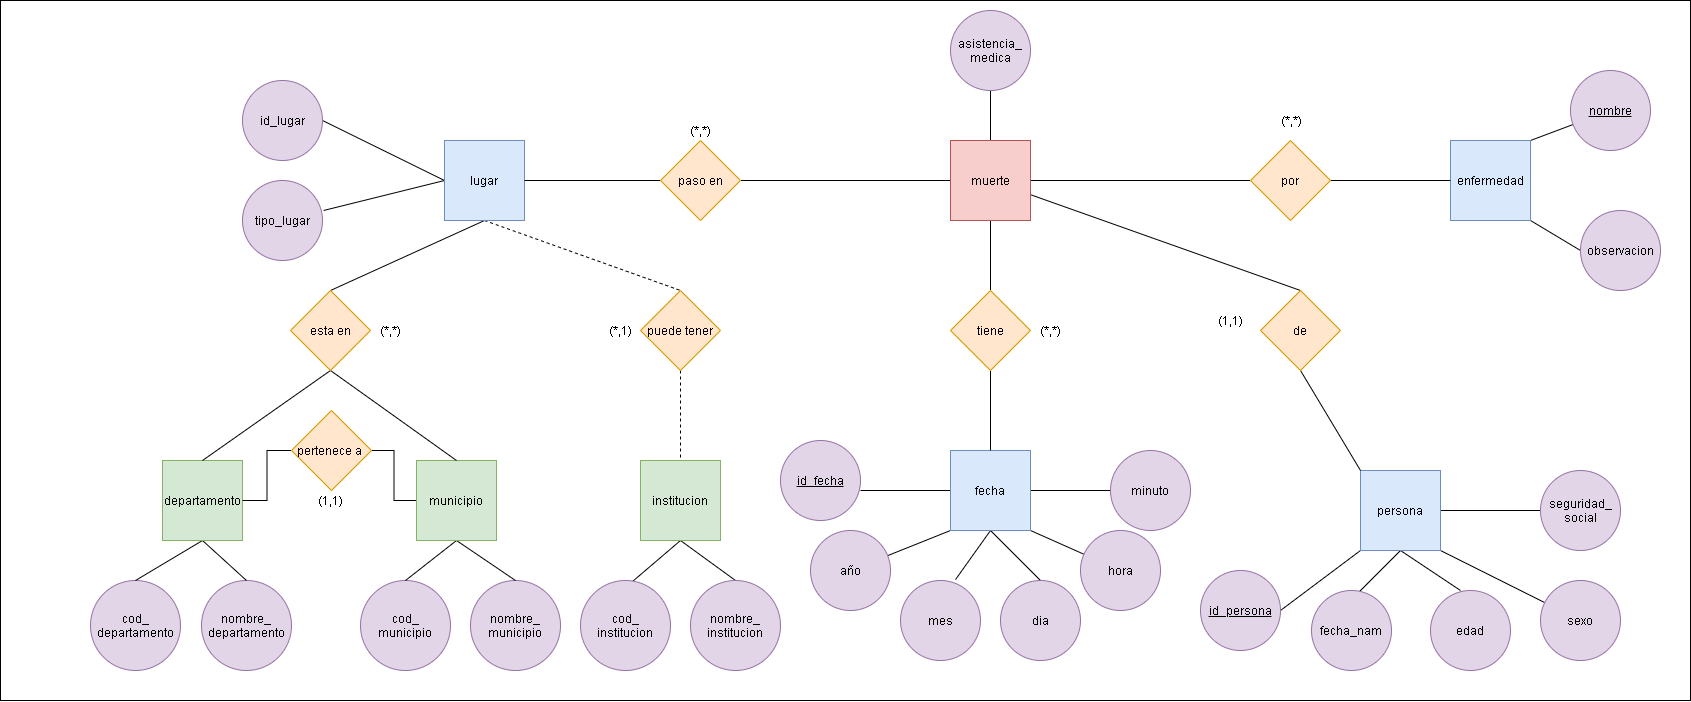 asistencia_
medica
id_lugar
tipo_lugar
lugar
(*,*)
paso en
muerte
(*,*)
por
enfermedad
nombre
observacion
esta en
(*,*)
(*,1)
puede tener
tiene
(*,*)
(1,1)
de
pertenece a
(1,1)
departamento
municipio
institucion
id_fecha
fecha
minuto
año
mes
dia
hora
persona
seguridad_
social
id_persona
fecha_nam
edad
sexo
cod_
departamento
nombre_
departamento
cod_
municipio
nombre_
municipio
cod_
institucion
nombre_
institucion